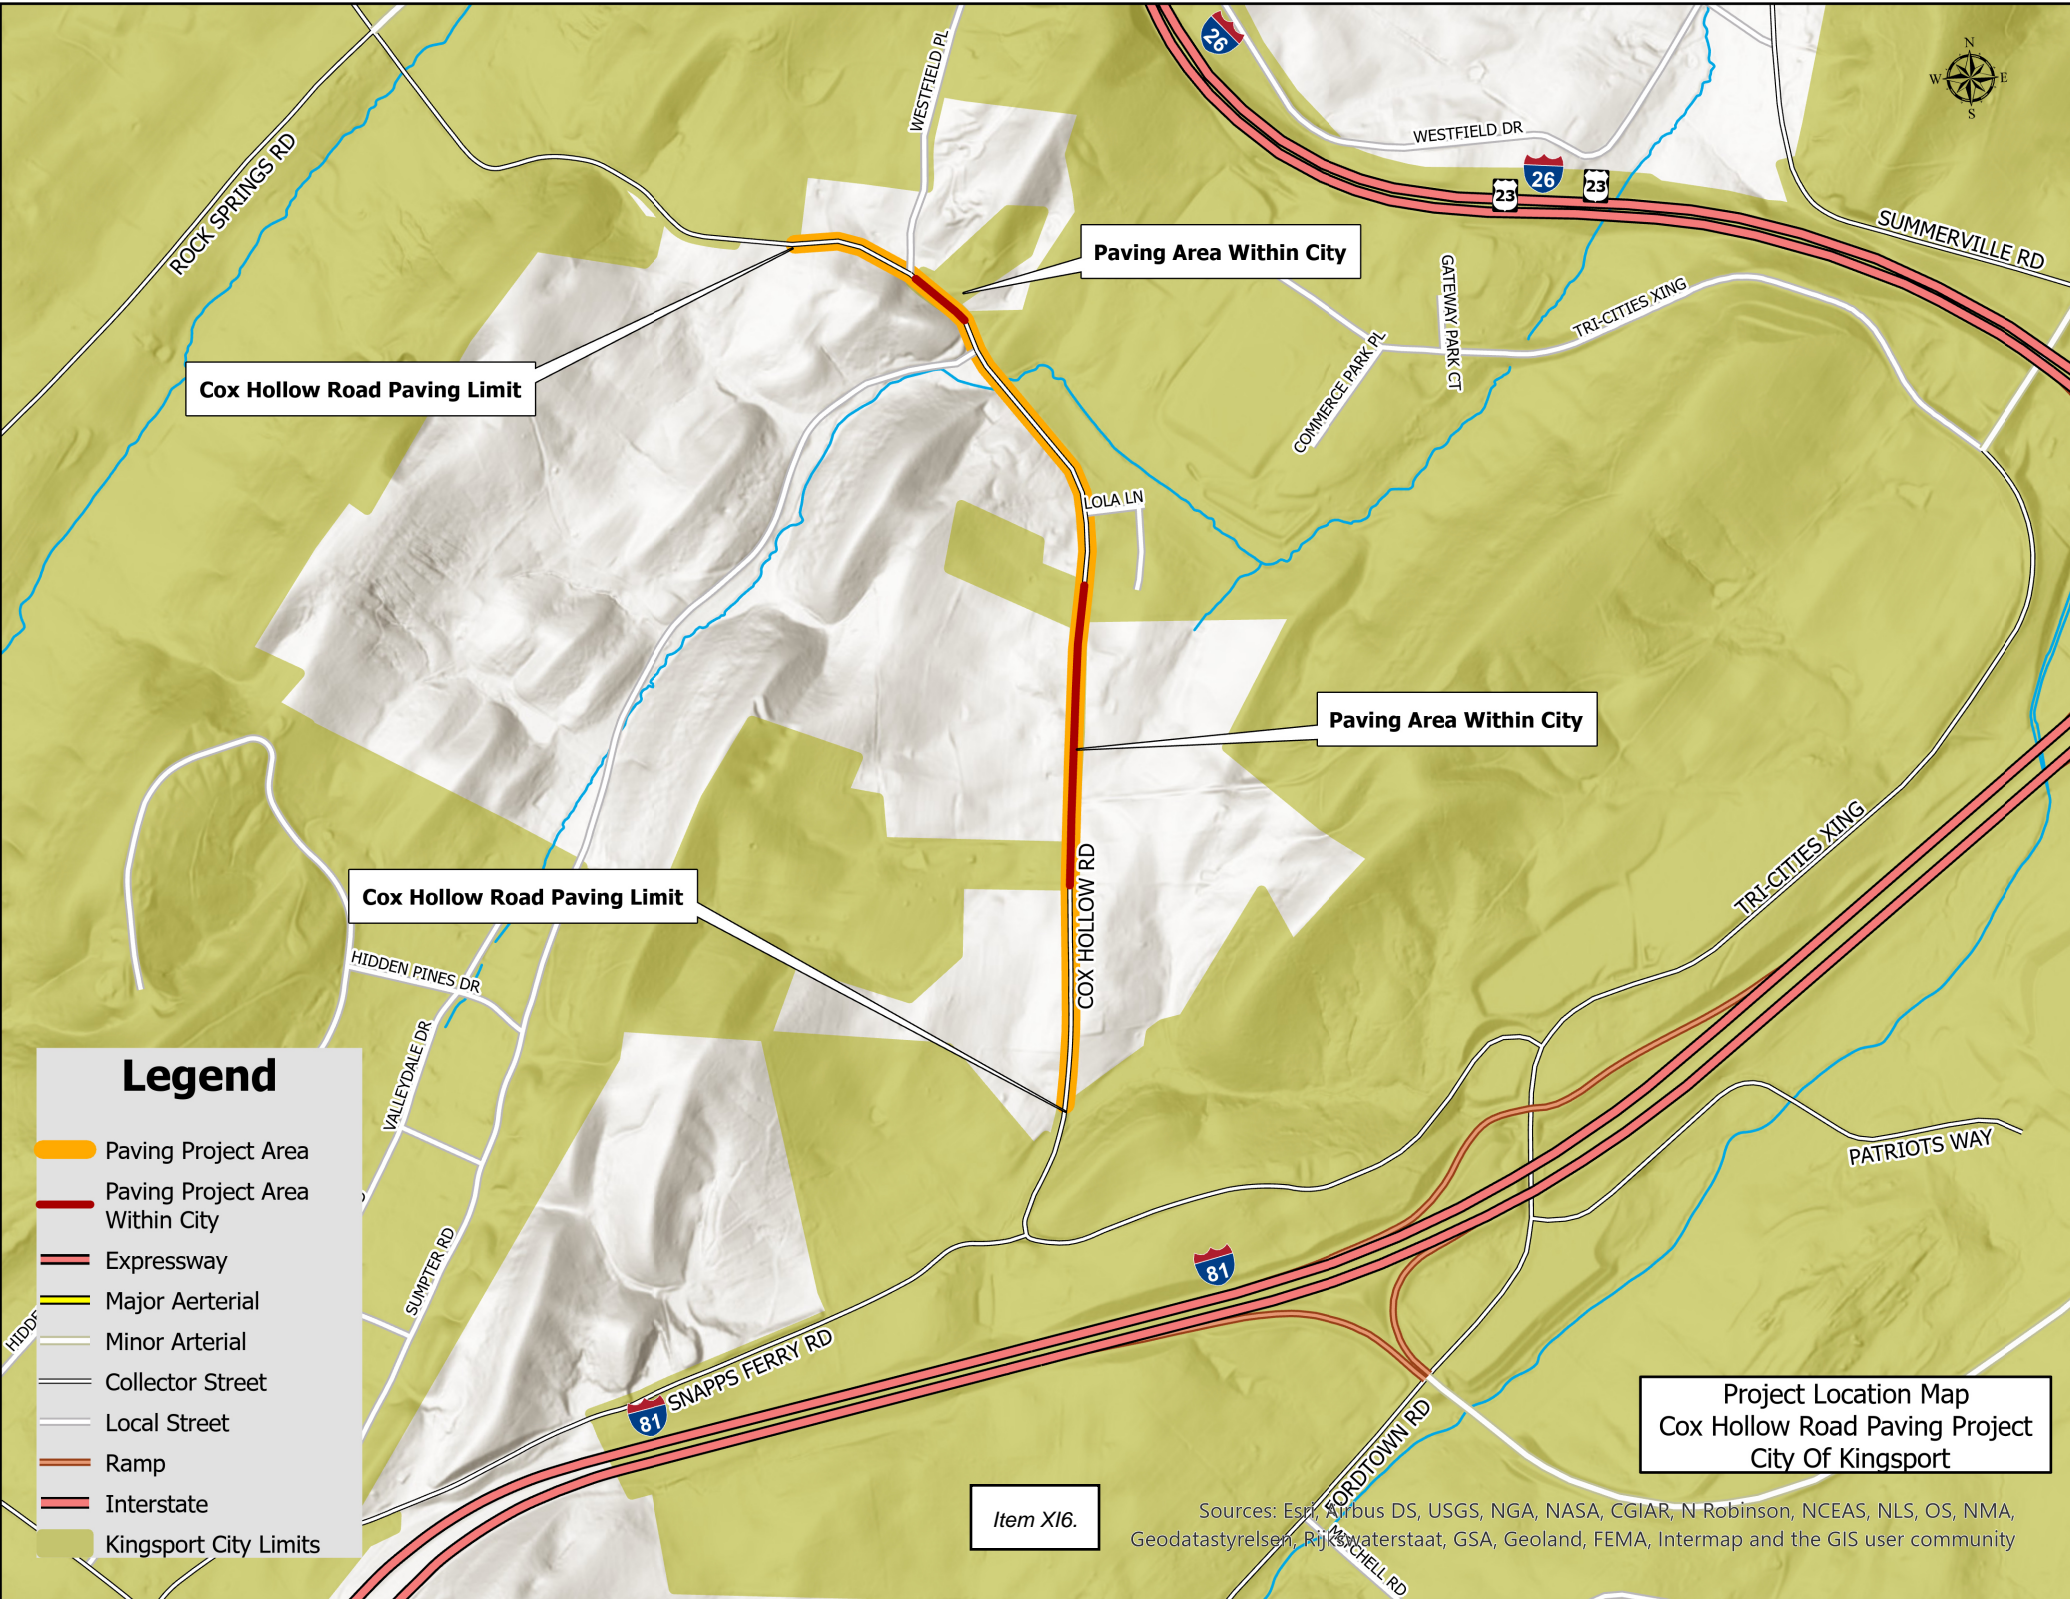 26
N
W E
S
WESTFIELD PL
WESTFIELD DR
26
23
23
ROCK SPRINGS RD
SUMMERVILLE RD
Paving Area Within City
GATEWAY PARK CT
TRI-CITIES XING
COMMERCE PARK PL
Cox Hollow Road Paving Limit
LOLA LN
Paving Area Within City
TRI-CITIES XING
Cox Hollow Road Paving Limit
COX HOLLOW RD
HIDDEN PINES DR
VALLEYDALE DR
PATRIOTS WAY
SUMPTER RD
81
SNAPPS FERRY RD
81
FORDTOWN RD
MITCHELL RD
Legend
Paving Project Area
Paving Project Area
Within City
Expressway
Major Aerterial
Minor Arterial
Collector Street
Local Street
Ramp
Interstate
Kingsport City Limits
Project Location Map
Cox Hollow Road Paving Project
City Of Kingsport
Item XI6.
Sources: Esri, Airbus DS, USGS, NGA, NASA, CGIAR, N Robinson, NCEAS, NLS, OS, NMA,
Geodatastyrelsen, Rijkswaterstaat, GSA, Geoland, FEMA, Intermap and the GIS user community